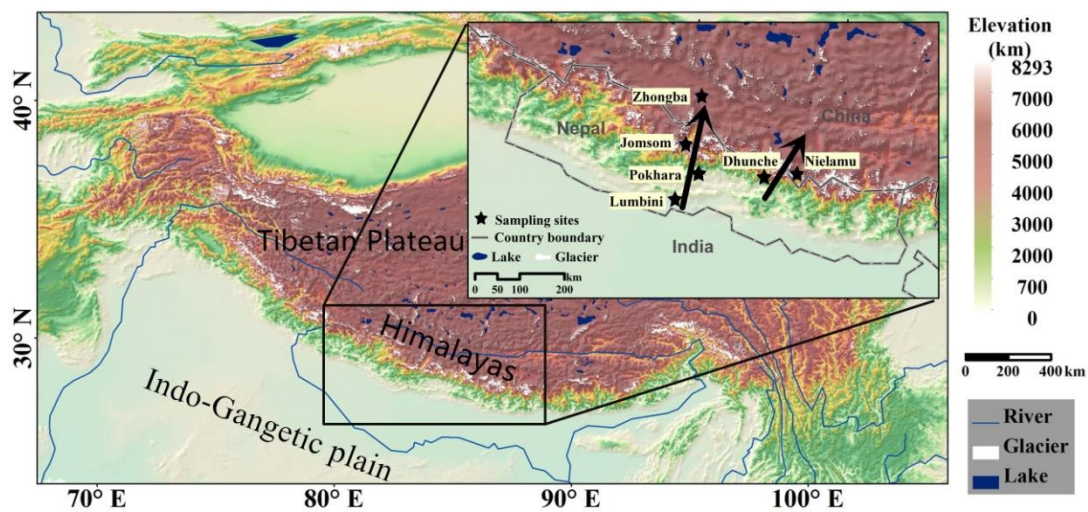 40° N
30° N
70° E
80° E
90° E
100° E
Tibetan Plateau
Himalayas
Indo-Gangetic plain
Zhongba
China
Nepal
Jomsom
Dhunche
Nielamu
Pokhara
Lumbini
India
Sampling sites
Country boundary
Lake
Glacier
km
0 50 100 200
Elevation
(km)
8293
7000
6000
5000
4000
3000
2000
700
0
0 200 400 km
River
Glacier
Lake